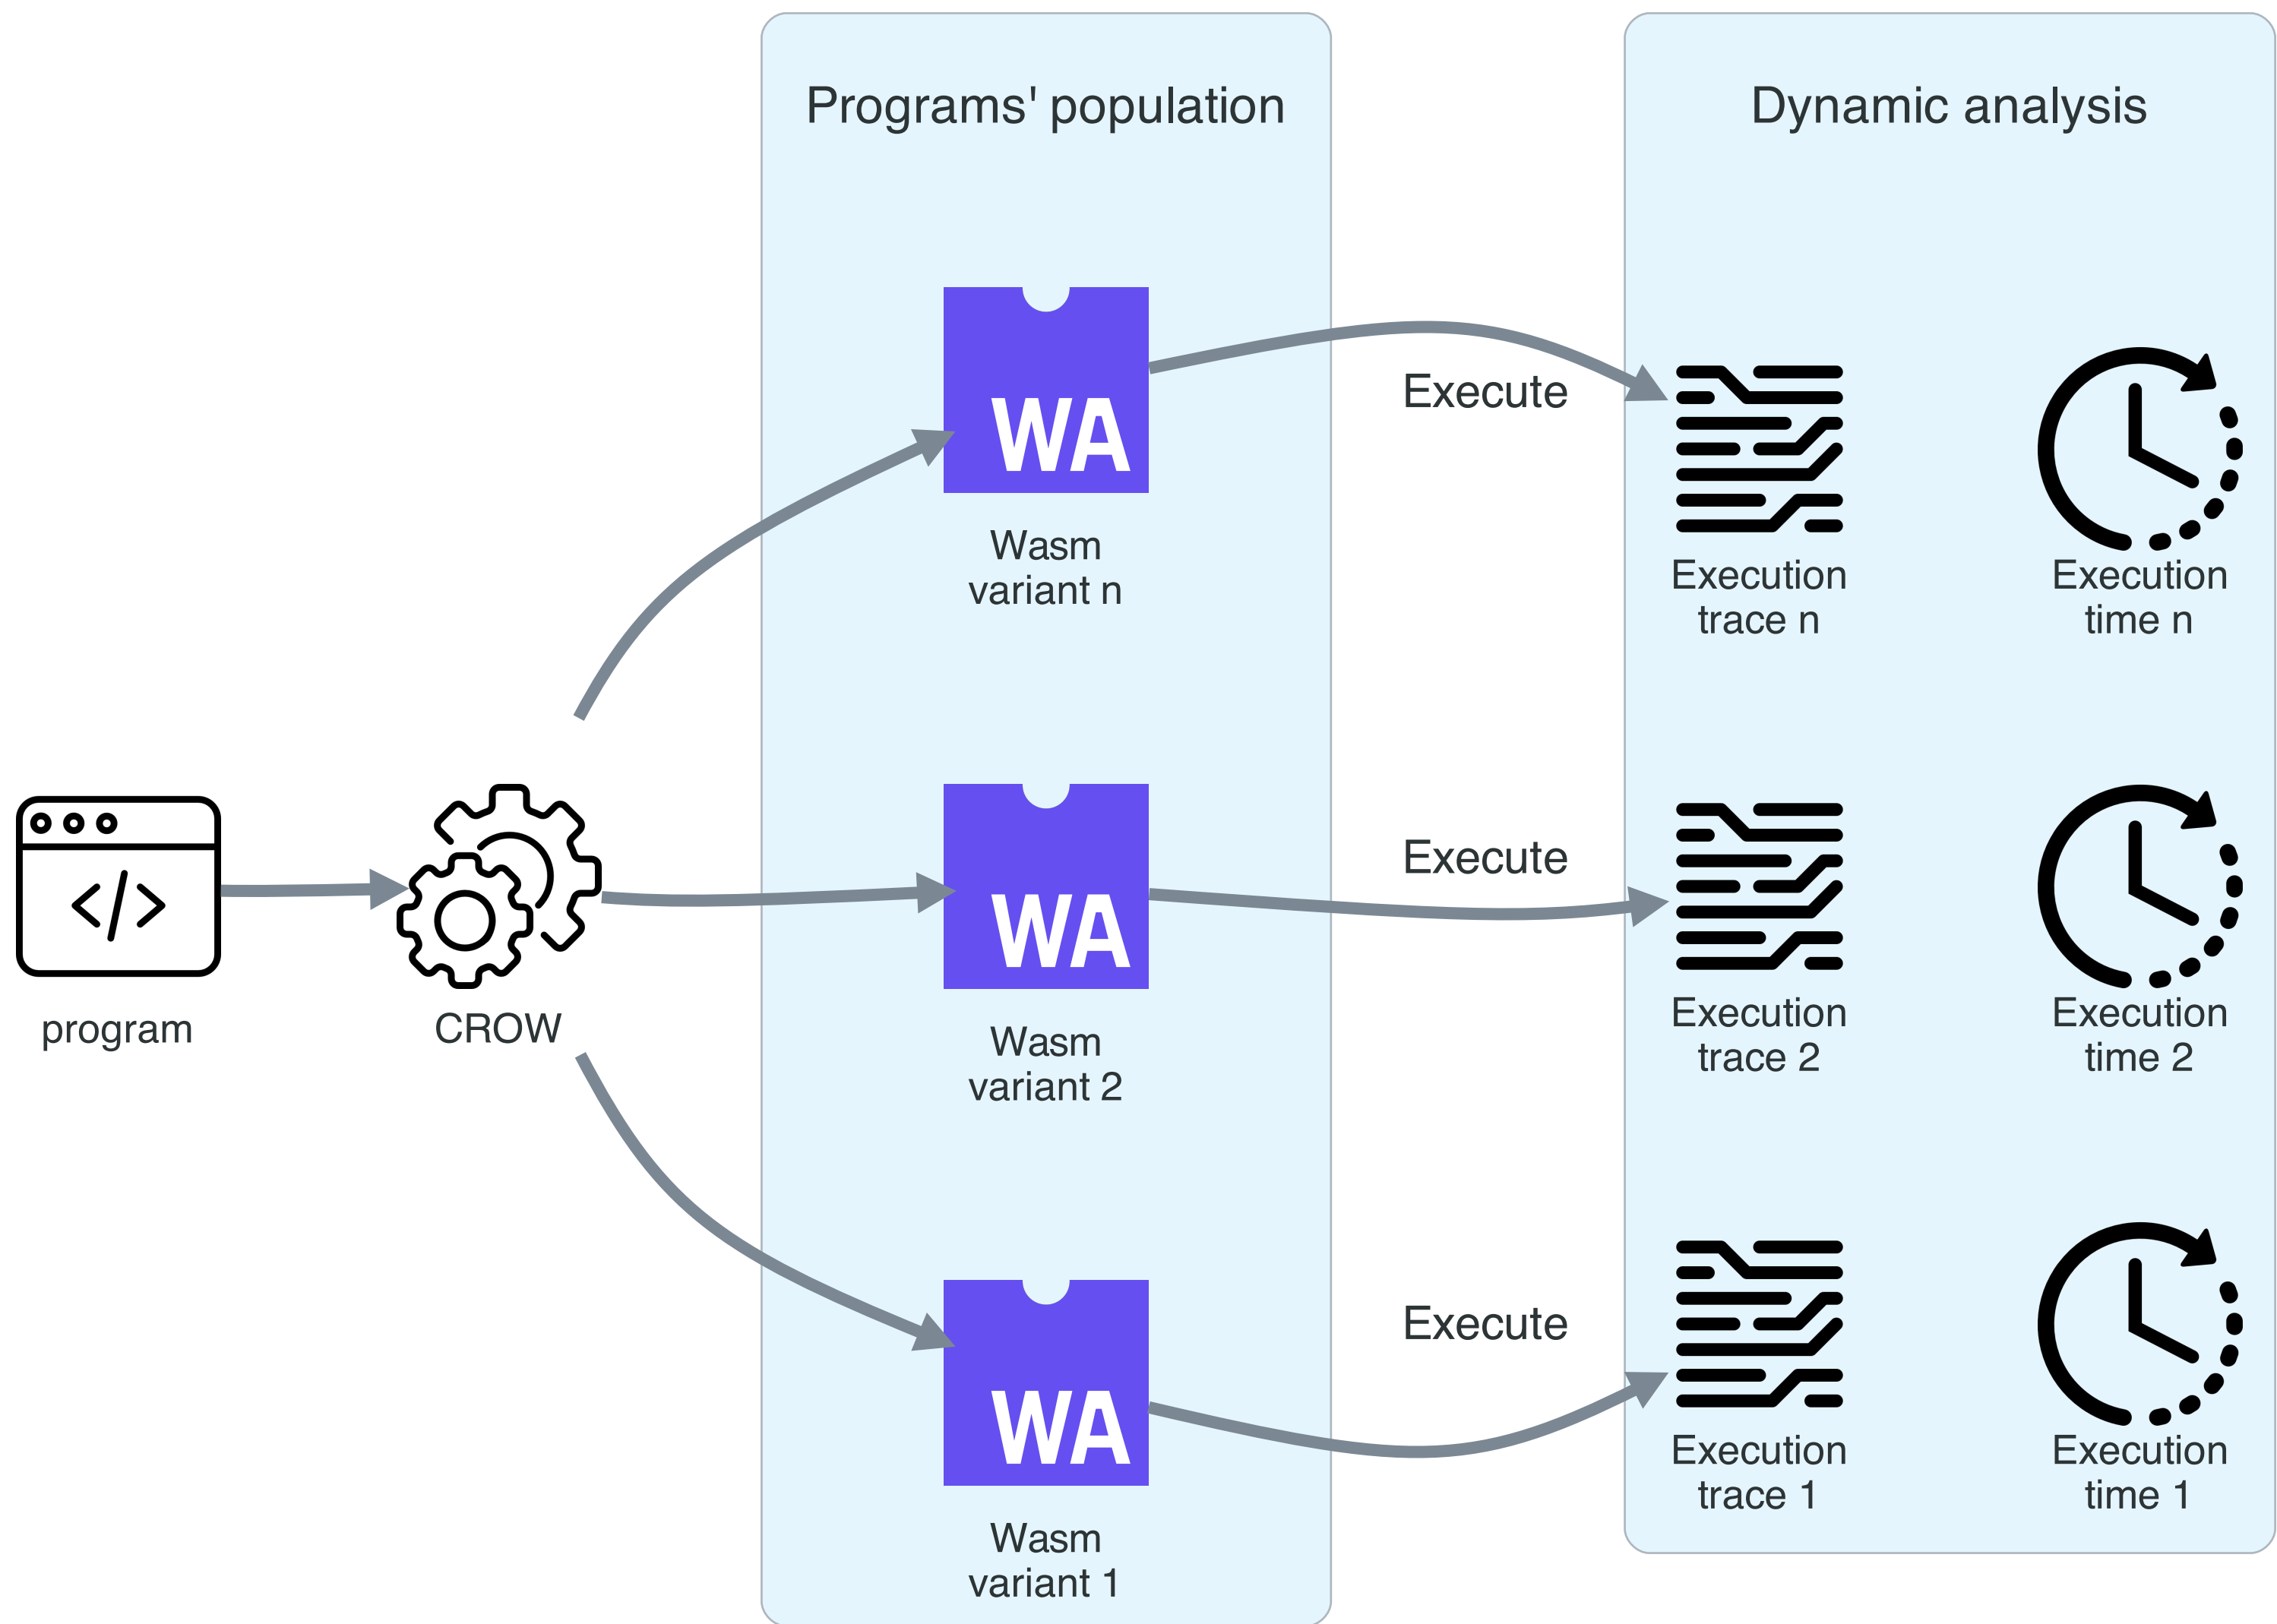 Programs' population
Dynamic analysis
WA
Wasm
variant n
Execute
Execution
trace n
Execution
time n
program
</>
CROW
WA
Wasm
variant 2
Execute
Execution
trace 2
Execution
time 2
WA
Wasm
variant 1
Execute
Execution
trace 1
Execution
time 1